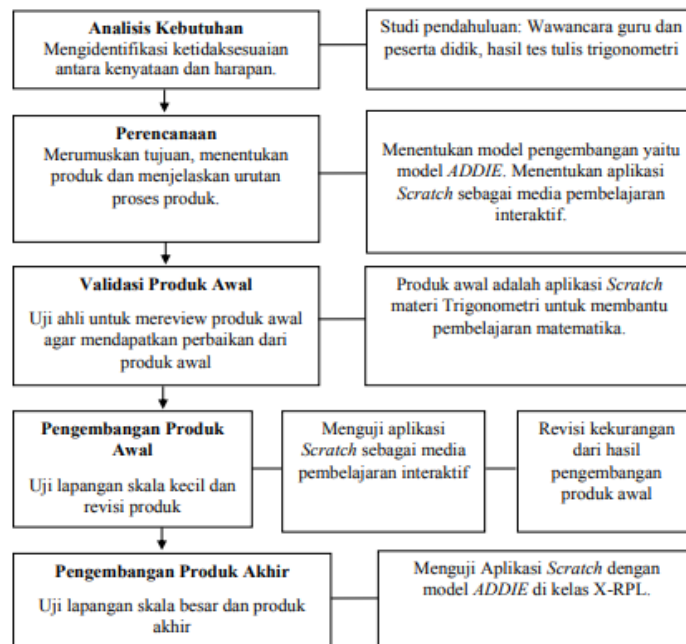 Analisis Kebutuhan
Mengidentifikasi ketidaksesuaian
antara kenyataan dan harapan.
Studi pendahuluan: Wawancara guru dan
peserta didik, hasil tes tulis trigonometri
Perencanaan
Merumuskan tujuan, menentukan
produk dan menjelaskan urutan
proses produk.
Menentukan model pengembangan yaitu
model ADDIE. Menentukan aplikasi
Scratch sebagai media pembelajaran
interaktif.
Validasi Produk Awal
Uji ahli untuk mereview produk awal
agar mendapatkan perbaikan dari
produk awal
Produk awal adalah aplikasi Scratch
materi Trigonometri untuk membantu
pembelajaran matematika.
Pengembangan Produk
Awal
Uji lapangan skala kecil dan
revisi produk
Menguji aplikasi
Scratch sebagai media
pembelajaran interaktif
Revisi kekurangan
dari hasil
pengembangan
produk awal
Pengembangan Produk Akhir
Uji lapangan skala besar dan produk
akhir
Menguji Aplikasi Scratch dengan
model ADDIE di kelas X-RPL.